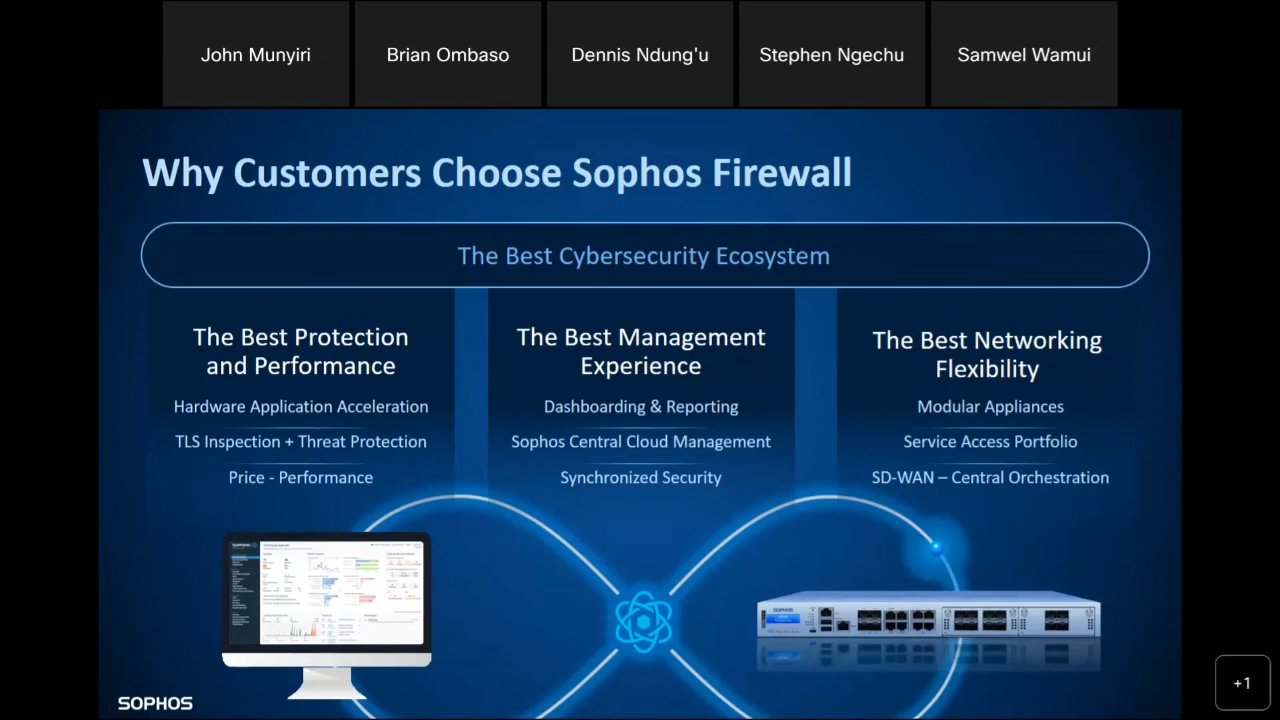 John Munyiri
Brian Ombaso
Dennis Ndung'u
Stephen Ngechu
Samwel Wamui
Why Customers Choose Sophos Firewall
The Best Cybersecurity Ecosystem
The Best Protection
and Performance
Hardware Application Acceleration
TLS Inspection + Threat Protection
Price - Performance
The Best Management
Experience
Dashboarding & Reporting
Sophos Central Cloud Management
Synchronized Security
The Best Networking
Flexibility
Modular Appliances
Service Access Portfolio
SD-WAN – Central Orchestration
SOPHOS
SOPHOS
SOPHOS
+1